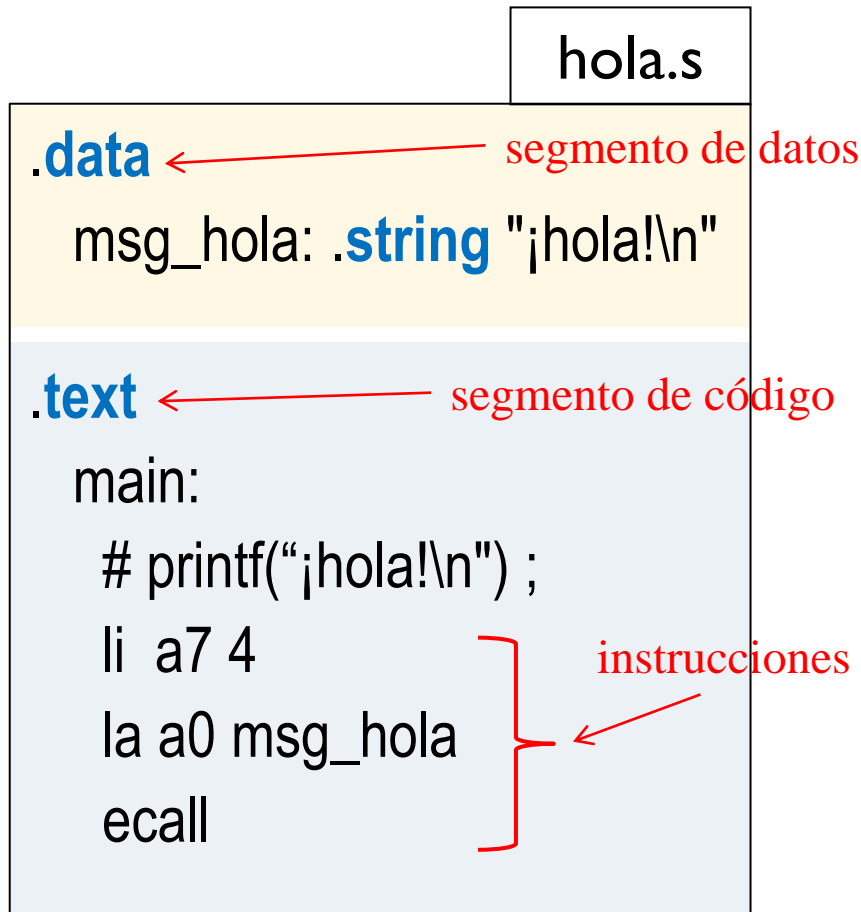 hola.s
.data
segmento de datos
msg_hola: .string "¡hola!\n"
.text
segmento de código
main:
# printf(“¡hola!\n") ;
li a7 4
instrucciones
la a0 msg_hola
ecall